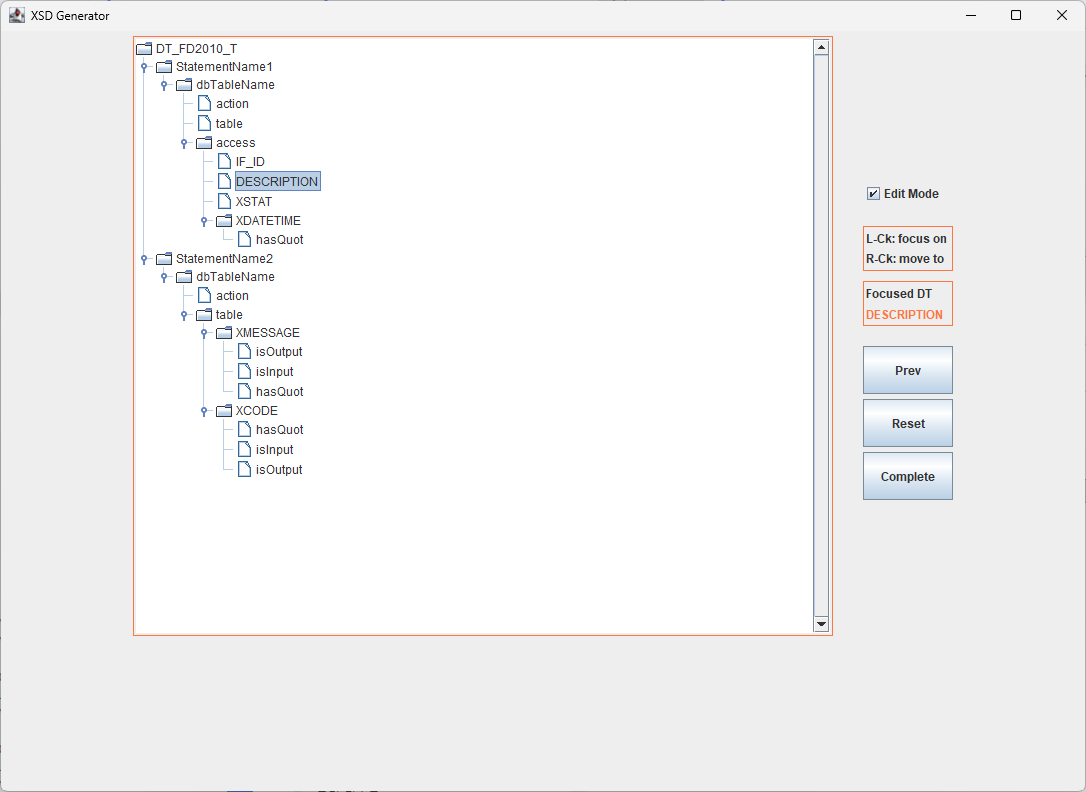 XSD Generator
DT_FD2010_T
StatementName1
dbTableName
action
table
access
IF_ID
DESCRIPTION
XSTAT
XDATETIME
hasQuot
StatementName2
dbTableName
action
table
XMESSAGE
isOutput
isInput
hasQuot
XCODE
hasQuot
isInput
isOutput
Edit Mode
L-Ck: focus on
R-Ck: move to
Focused DT
DESCRIPTION
Prev
Reset
Complete